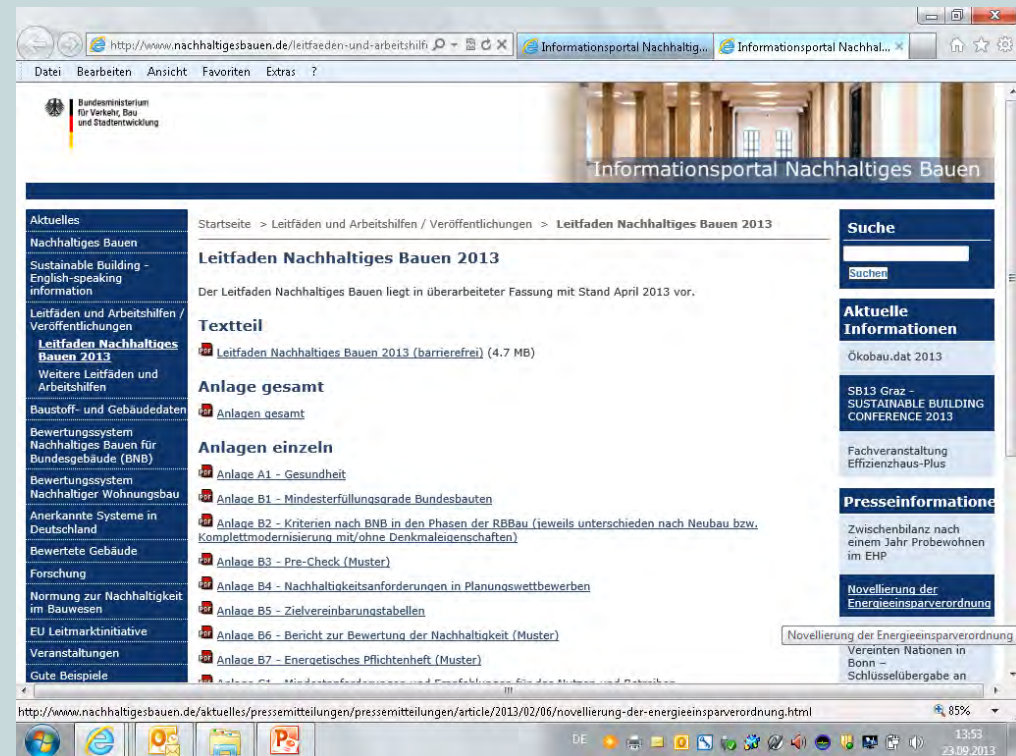 http://www.nachhaltigesbauen.de/leitfaeden-und-arbeitshilfi
Informationsportal Nachhaltig...
Informationsportal Nachhal...
Datei Bearbeiten Ansicht Favoriten Extras ?
Bundesministerium
für Verkehr, Bau
und Stadtentwicklung
Informationsportal Nachhaltiges Bauen
Aktuelles
Nachhaltiges Bauen
Sustainable Building -
English-speaking
information
Leitfäden und Arbeitshilfen /
Veröffentlichungen
Leitfaden Nachhaltiges
Bauen 2013
Weitere Leitfäden und
Arbeitshilfen
Baustoff- und Gebäudedaten
Bewertungssystem
Nachhaltiges Bauen für
Bundesgebäude (BNB)
Bewertungssystem
Nachhaltiger Wohnungsbau
Anerkannte Systeme in
Deutschland
Bewertete Gebäude
Forschung
Normung zur Nachhaltigkeit
im Bauwesen
EU Leitmarktinitiative
Veranstaltungen
Gute Beispiele
Startseite > Leitfäden und Arbeitshilfen / Veröffentlichungen > Leitfaden Nachhaltiges Bauen 2013
Leitfaden Nachhaltiges Bauen 2013
Der Leitfaden Nachhaltiges Bauen liegt in überarbeiteter Fassung mit Stand April 2013 vor.
Textteil
Leitfaden Nachhaltiges Bauen 2013 (barrierefrei) (4.7 MB)
Anlage gesamt
Anlagen gesamt
Anlagen einzeln
Anlage A1 - Gesundheit
Anlage B1 - Mindesterfüllungsgrade Bundesbauten
Anlage B2 - Kriterien nach BNB in den Phasen der RBBau (jeweils unterschieden nach Neubau bzw.
Komplettmodernisierung mit/ohne Denkmaleigenschaften)
Anlage B3 - Pre-Check (Muster)
Anlage B4 - Nachhaltigkeitsanforderungen in Planungswettbewerben
Anlage B5 - Zielvereinbarungstabellen
Anlage B6 - Bericht zur Bewertung der Nachhaltigkeit (Muster)
Anlage B7 - Energetisches Pflichtenheft (Muster)
Anlage C1 - Mindestanforderungen und Empfehlungen für das Nutzen und Betreiben
Suche
Suchen
Aktuelle
Informationen
Ökobau.dat 2013
SB13 Graz -
SUSTAINABLE BUILDING
CONFERENCE 2013
Fachveranstaltung
Effizienzhaus-Plus
Presseinformatione
Zwischenbilanz nach
einem Jahr Probewohnen
im EHP
Novellierung der
Energieeinsparverordnung
Novellierung der Energieeinsparverordnung
Vereinten Nationen in
Bonn –
Schlüsselübergabe an
http://www.nachhaltigesbauen.de/aktuelles/pressemitteilungen/pressemitteilungen/article/2013/02/06/novellierung-der-energieeinsparverordnung.html
85%
DE
13:53
23.09.2013